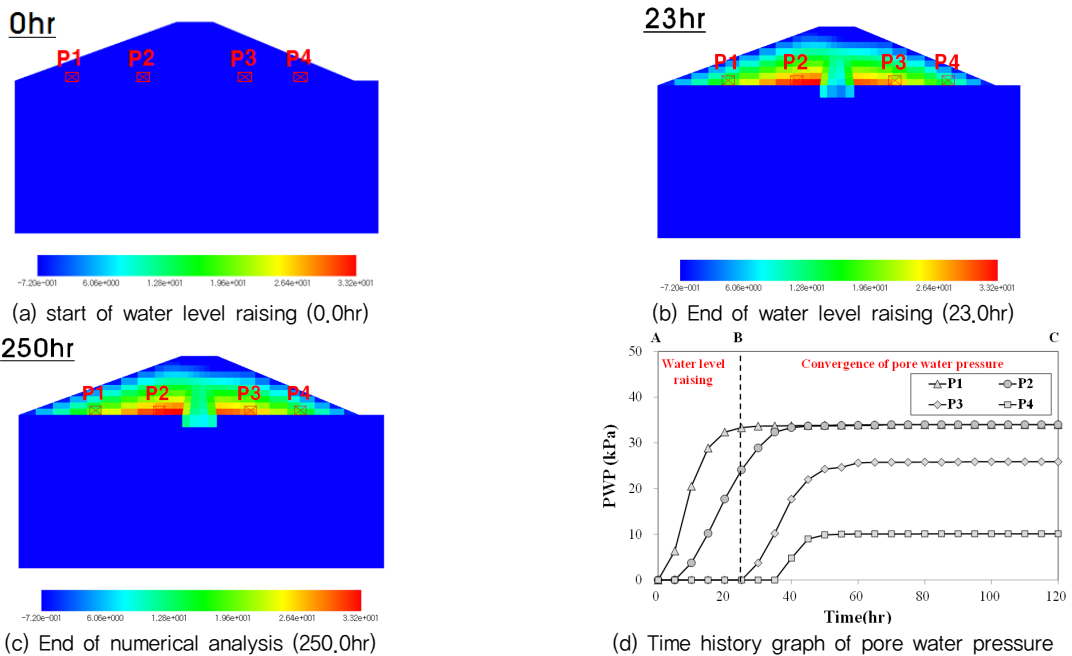 0hr
P1 P2 P3 P4
-7.20e-001 6.06e+000 1.28e+001 1.96e+001 2.64e+001 3.32e+001
(a) start of water level raising (0.0hr)
23hr
P1 P2 P3 P4
-7.20e-001 6.06e+000 1.28e+001 1.96e+001 2.64e+001 3.32e+001
(b) End of water level raising (23.0hr)
250hr
P1 P2 P3 P4
-7.20e-001 6.06e+000 1.28e+001 1.96e+001 2.64e+001 3.32e+001
(c) End of numerical analysis (250.0hr)
A B C
Water level
raising
Convergence of pore water pressure
P1 P2
P3 P4
50
40
30
20
10
0
PWP (kPa)
0 20 40 60 80 100 120
Time(hr)
(d) Time history graph of pore water pressure